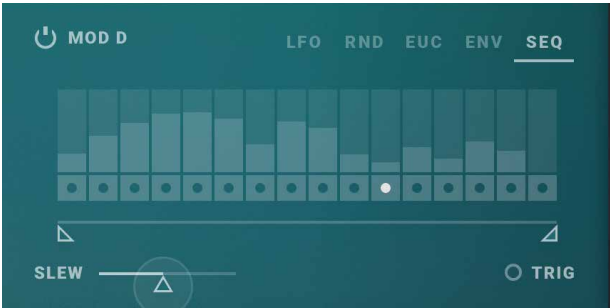 MOD D
LFO RND EUC ENV SEQ
SLEW
TRIG